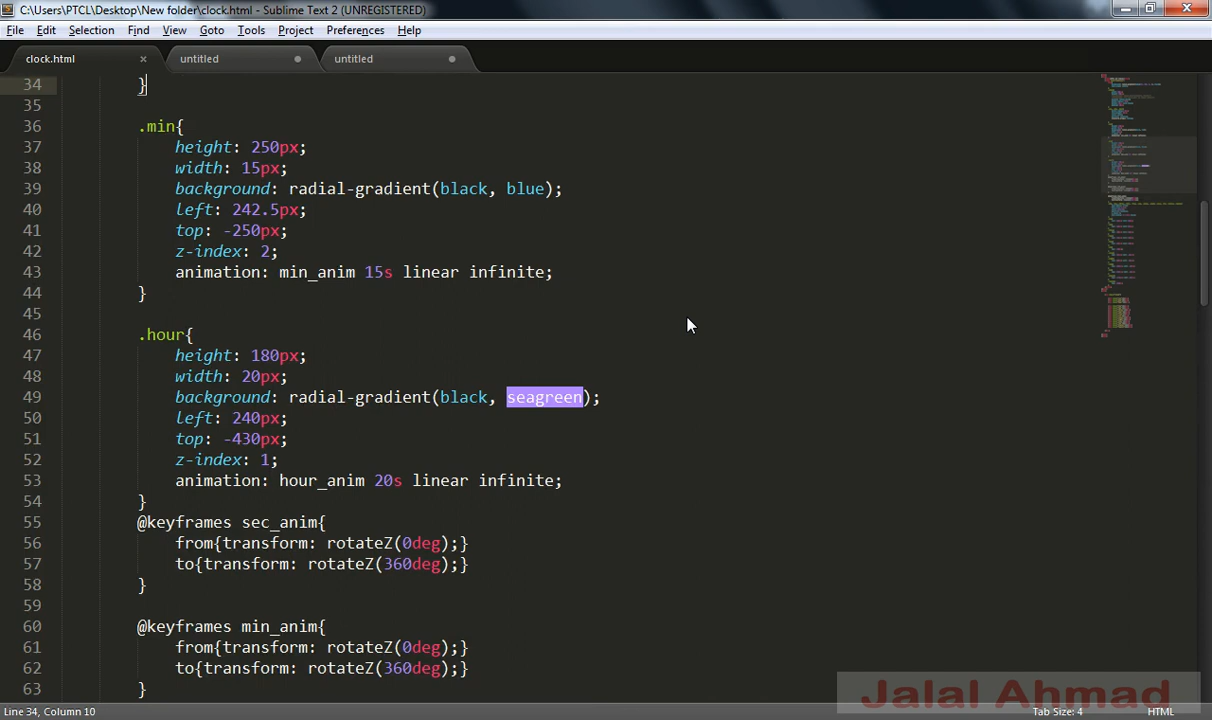 C:\Users\PTCL\Desktop\New folder\clock.html - Sublime Text 2 (UNREGISTERED)
File Edit Selection Find View Goto Tools Project Preferences Help
clock.html × untitled untitled
34 }
35
36 .min{
37 height: 250px;
38 width: 15px;
39 background: radial-gradient(black, blue);
40 left: 242.5px;
41 top: -250px;
42 z-index: 2;
43 animation: min_anim 15s linear infinite;
44 }
45
46 .hour{
47 height: 180px;
48 width: 20px;
49 background: radial-gradient(black, seagreen);
50 left: 240px;
51 top: -430px;
52 z-index: 1;
53 animation: hour_anim 20s linear infinite;
54 }
55 @keyframes sec_anim{
56 from{transform: rotateZ(0deg);}
57 to{transform: rotateZ(360deg);}
58 }
59
60 @keyframes min_anim{
61 from{transform: rotateZ(0deg);}
62 to{transform: rotateZ(360deg);}
63 }
Jalal Ahmad
Line 34, Column 10 Tab Size: 4 HTML